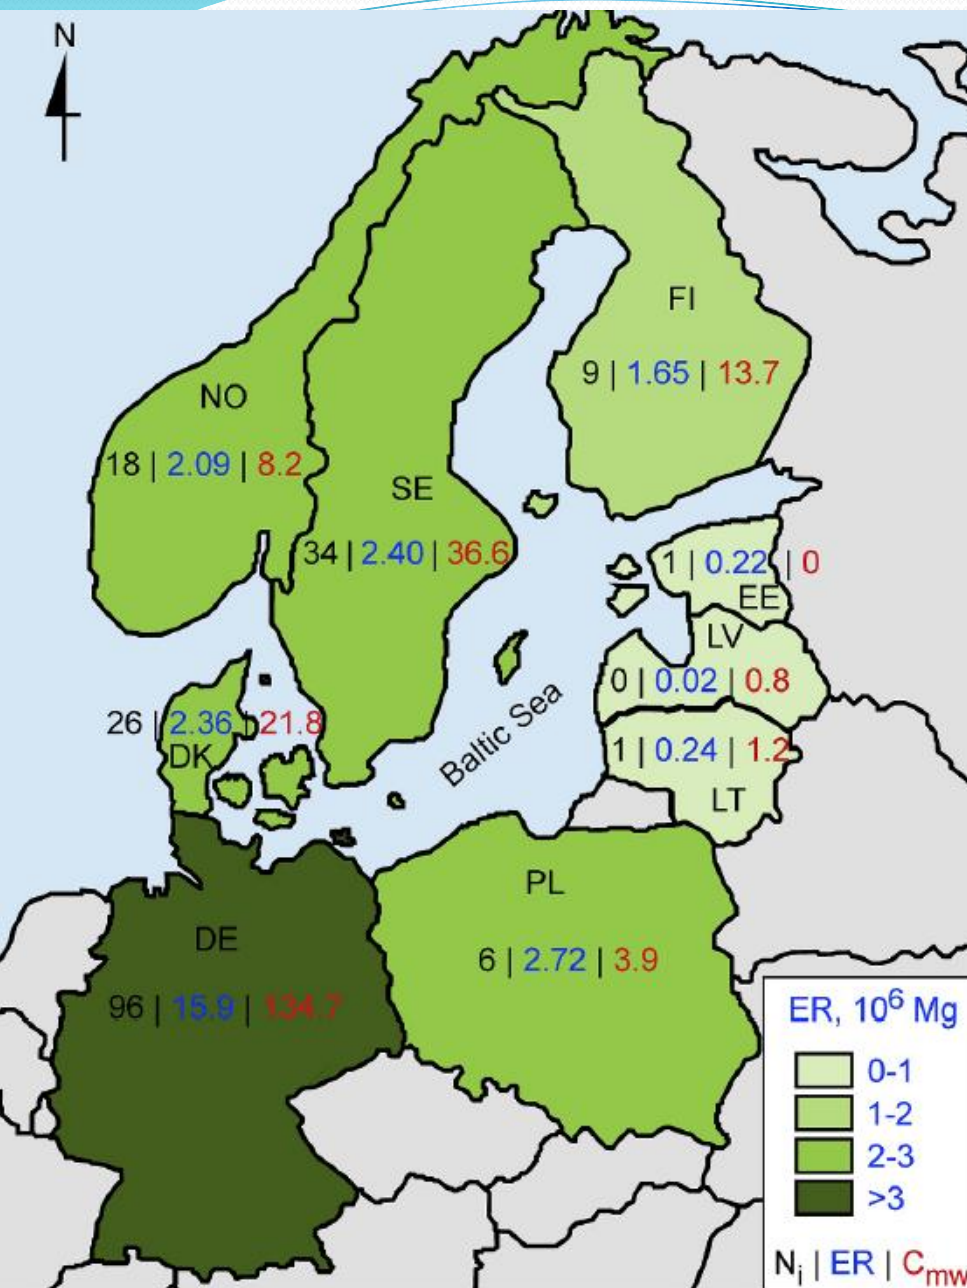 N
FI
9 | 1.65 | 13.7
NO
18 | 2.09 | 8.2
SE
34 | 2.40 | 36.6
1 | 0.22 | 0
EE
LV
0 | 0.02 | 0.8
26 | 2.36 | 21.8
DK
Baltic Sea
1 | 0.24 | 1.2
LT
PL
6 | 2.72 | 3.9
DE
96 | 15.9 | 134.7
ER, 10⁶ Mg
0-1
1-2
2-3
>3
Nᵢ | ER | Cmw